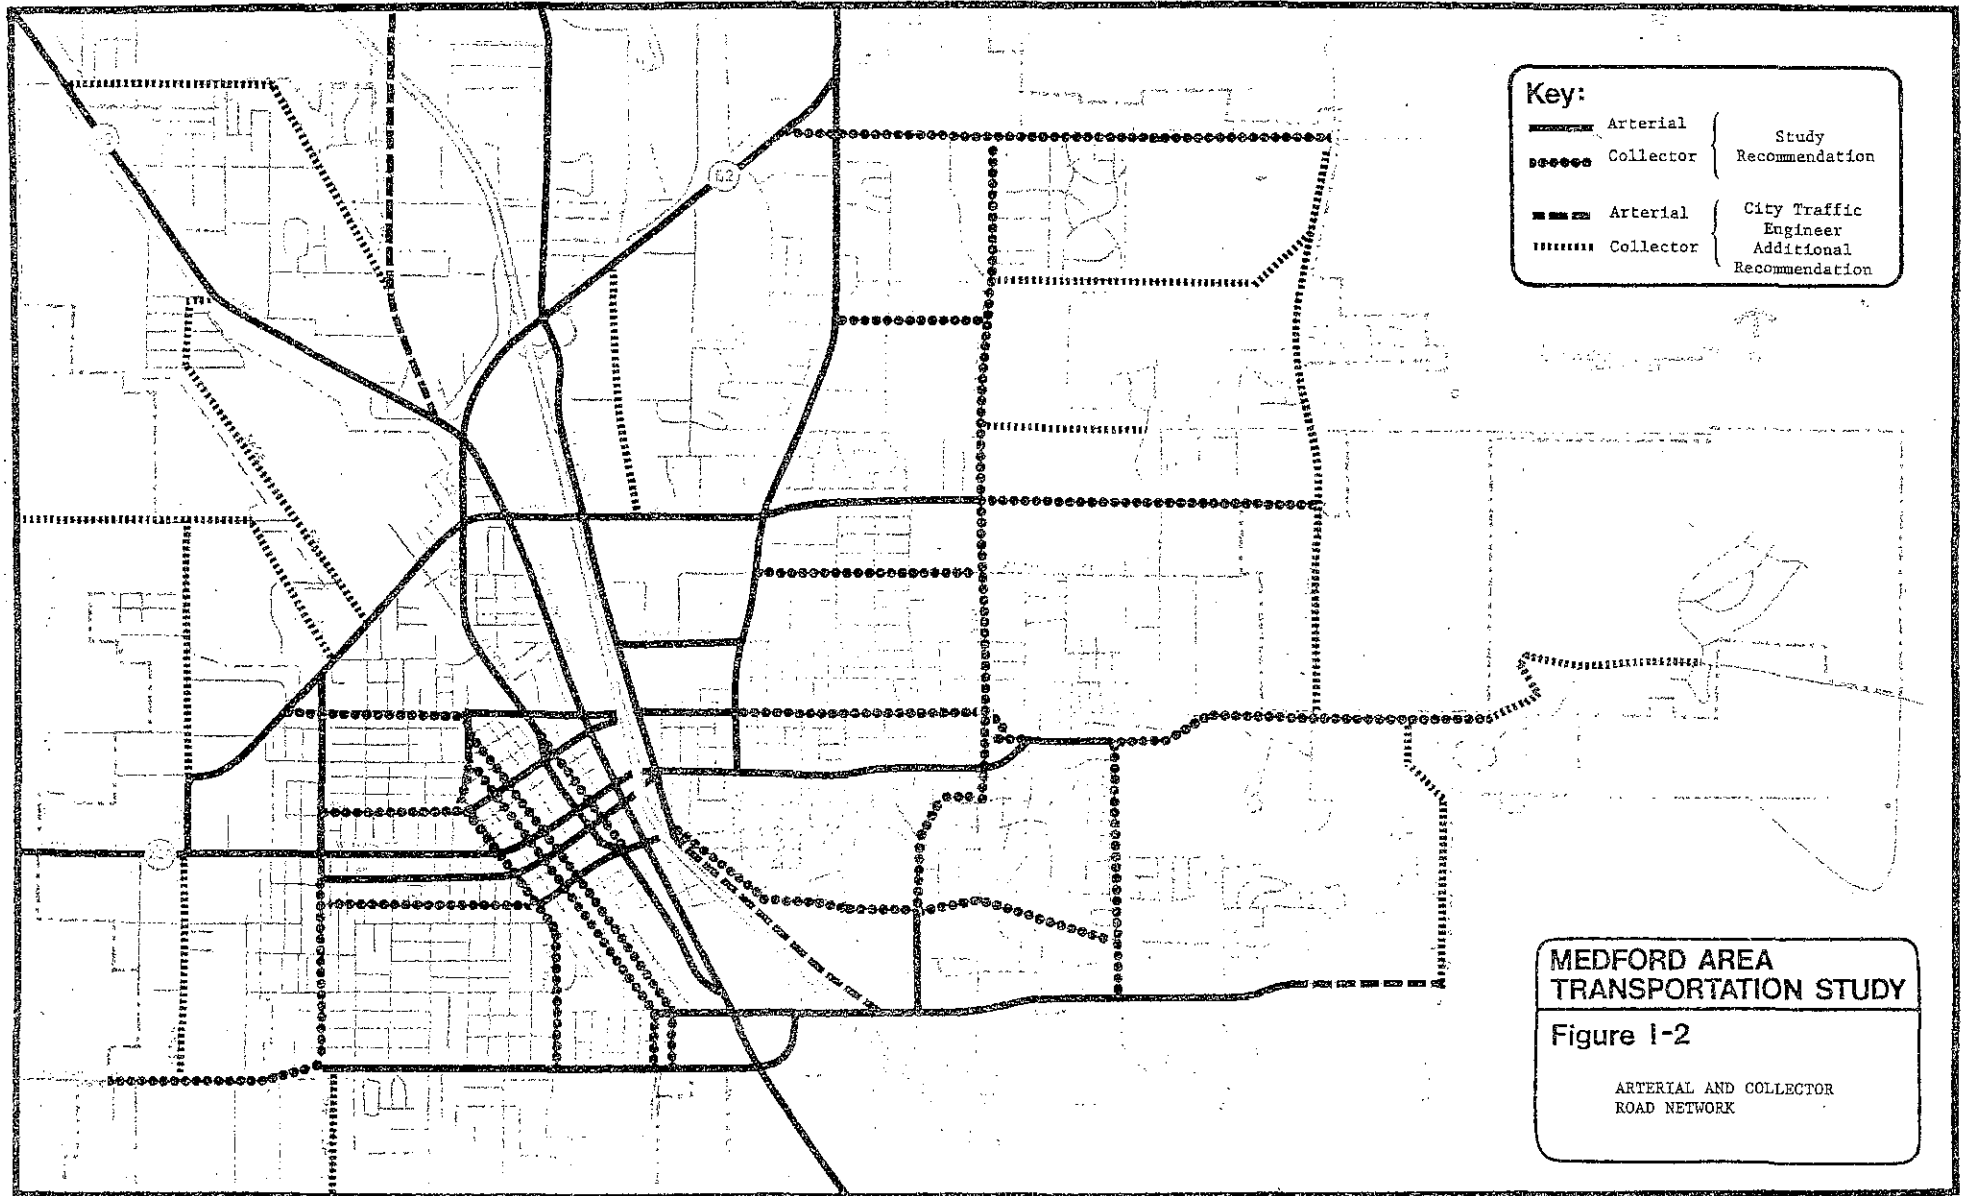 Key:
Arterial
Collector
Study
Recommendation
Arterial
Collector
City Traffic
Engineer
Additional
Recommendation
62
MEDFORD AREA
TRANSPORTATION STUDY
Figure I-2
ARTERIAL AND COLLECTOR
ROAD NETWORK